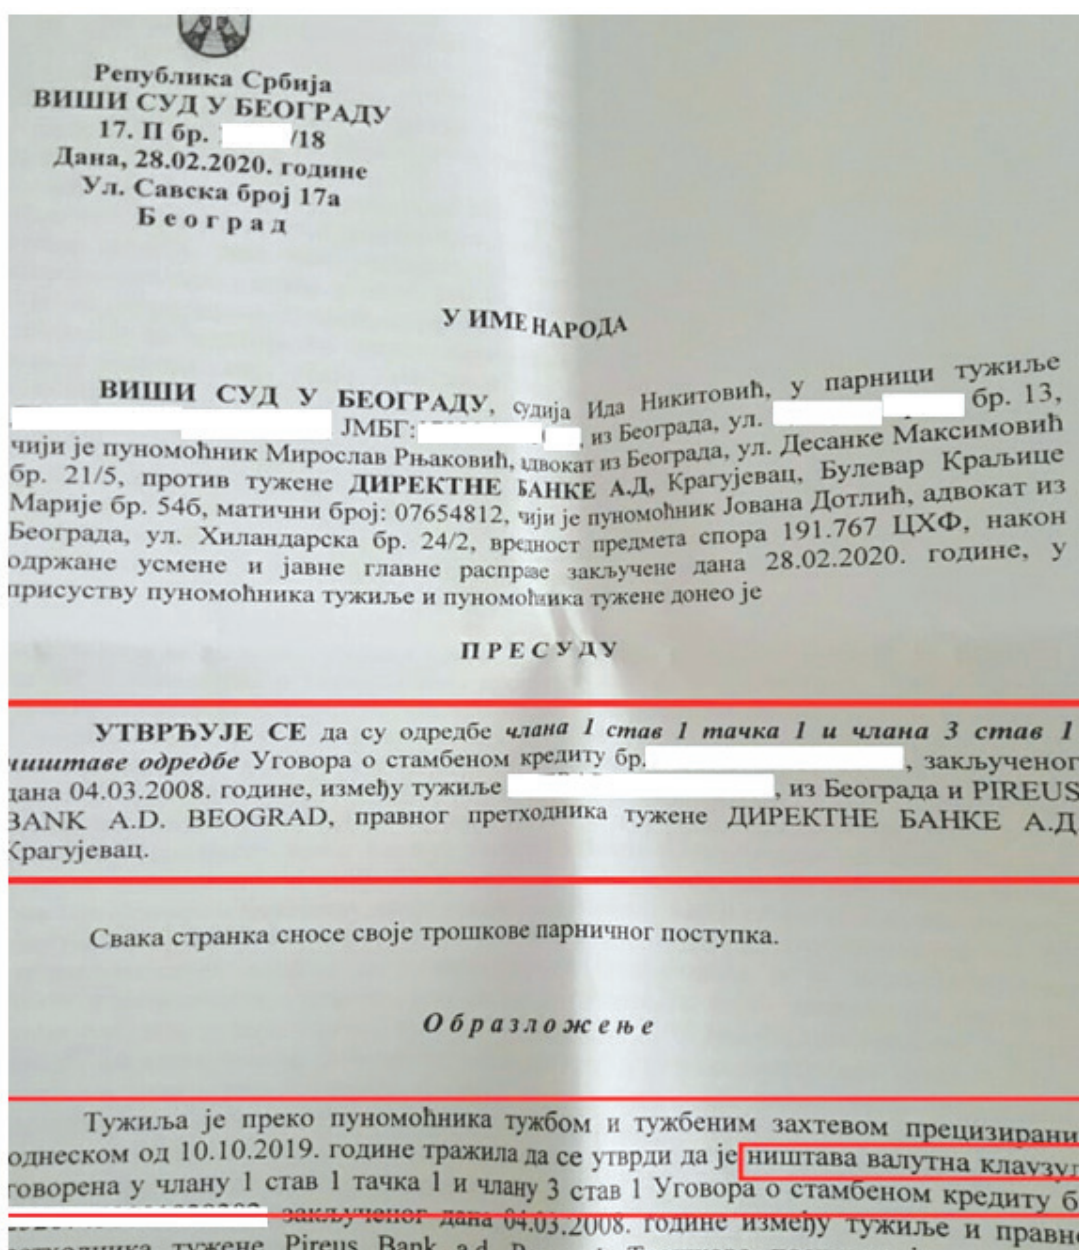 Република Србија
ВИШИ СУД У БЕОГРАДУ
17. П бр. /18
Дана, 28.02.2020. године
Ул. Савска број 17а
Београд
У ИМЕ НАРОДА
ВИШИ СУД У БЕОГРАДУ, судија Ида Никитовић, у парници тужиље
ЈМБГ: , из Београда, ул. бр. 13,
чији је пуномоћник Мирослав Рњаковић, адвокат из Београда, ул. Десанке Максимовић
бр. 21/5, против тужене ДИРЕКТНЕ БАНКЕ А.Д, Крагујевац, Булевар Краљице
Марије бр. 54б, матични број: 07654812, чији је пуномоћник Јована Дотлић, адвокат из
Београда, ул. Хиландарска бр. 24/2, вредност предмета спора 191.767 ЦХФ, након
одржане усмене и јавне главне расправе закључене дана 28.02.2020. године, у
присуству пуномоћника тужиље и пуномоћника тужене донео је
ПРЕСУДУ
УТВРЂУЈЕ СЕ да су одредбе члана 1 став 1 тачка 1 и члана 3 став 1
ништаве одредбе Уговора о стамбеном кредиту бр. , закљученог
дана 04.03.2008. године, између тужиље , из Београда и PIREUS
BANK A.D. BEOGRAD, правног претходника тужене ДИРЕКТНЕ БАНКЕ А.Д
Крагујевац.
Свака странка сносе своје трошкове парничног поступка.
Образложење
Тужиља је преко пуномоћника тужбом и тужбеним захтевом прецизирани
однеском од 10.10.2019. године тражила да се утврди да је ништава валутна клаузул
говорена у члану 1 став 1 тачка 1 и члану 3 став 1 Уговора о стамбеном кредиту б
закљученог дана 04.03.2008. године између тужиље и правно
тужене Pireus Bank a.d.